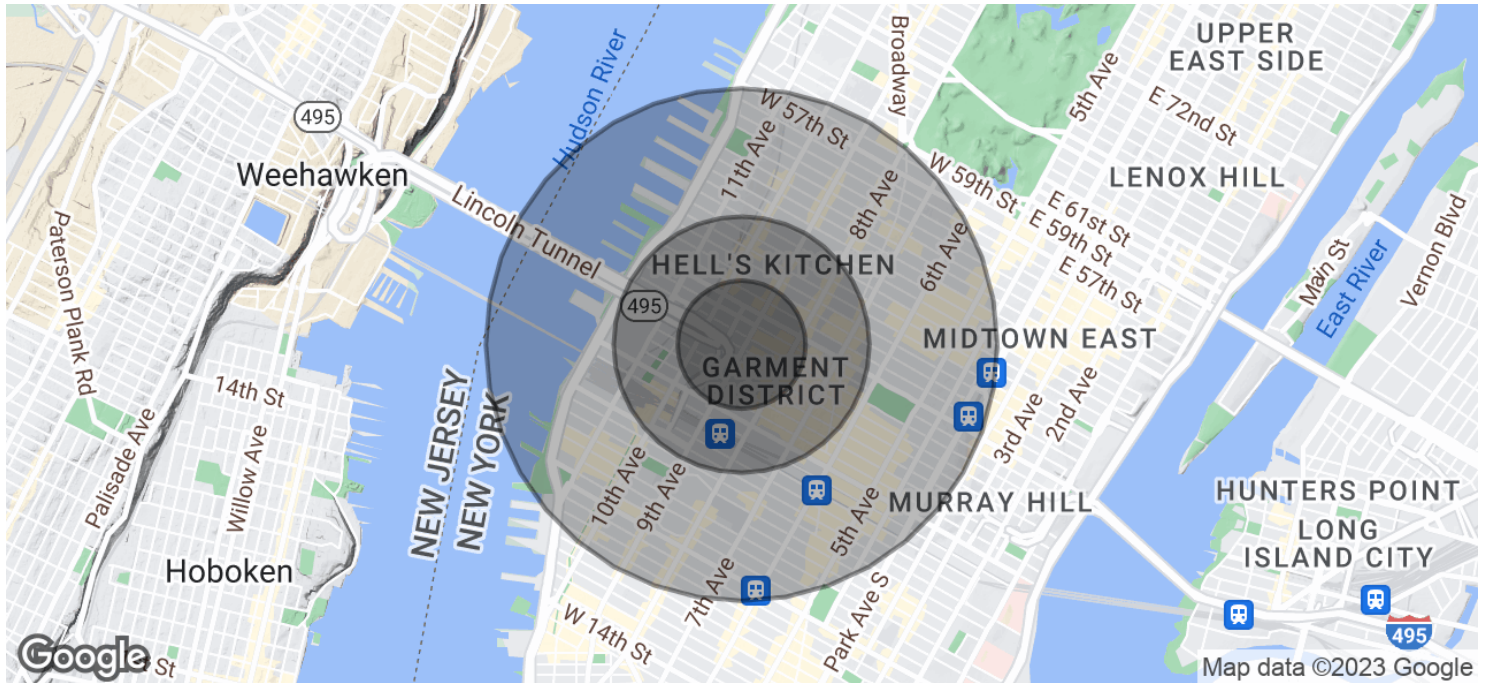 UPPER
EAST SIDE
Broadway
5th Ave
Hudson River
495
W 57th St
E 72nd St
11th Ave
Weehawken
W 59th St
LENOX HILL
8th Ave
E 61st St
Lincoln Tunnel
E 59th St
Vernon Blvd
Paterson Plank Rd
6th Ave
HELL'S KITCHEN
E 57th St
Main St
East River
495
MIDTOWN EAST
GARMENT
DISTRICT
14th St
NEW JERSEY
NEW YORK
3rd Ave
2nd Ave
Palisade Ave
Willow Ave
10th Ave
9th Ave
5th Ave
MURRAY HILL
HUNTERS POINT
LONG
ISLAND CITY
Hoboken
7th Ave
Park Ave S
W 14th St
495
Google
St
Map data ©2023 Google